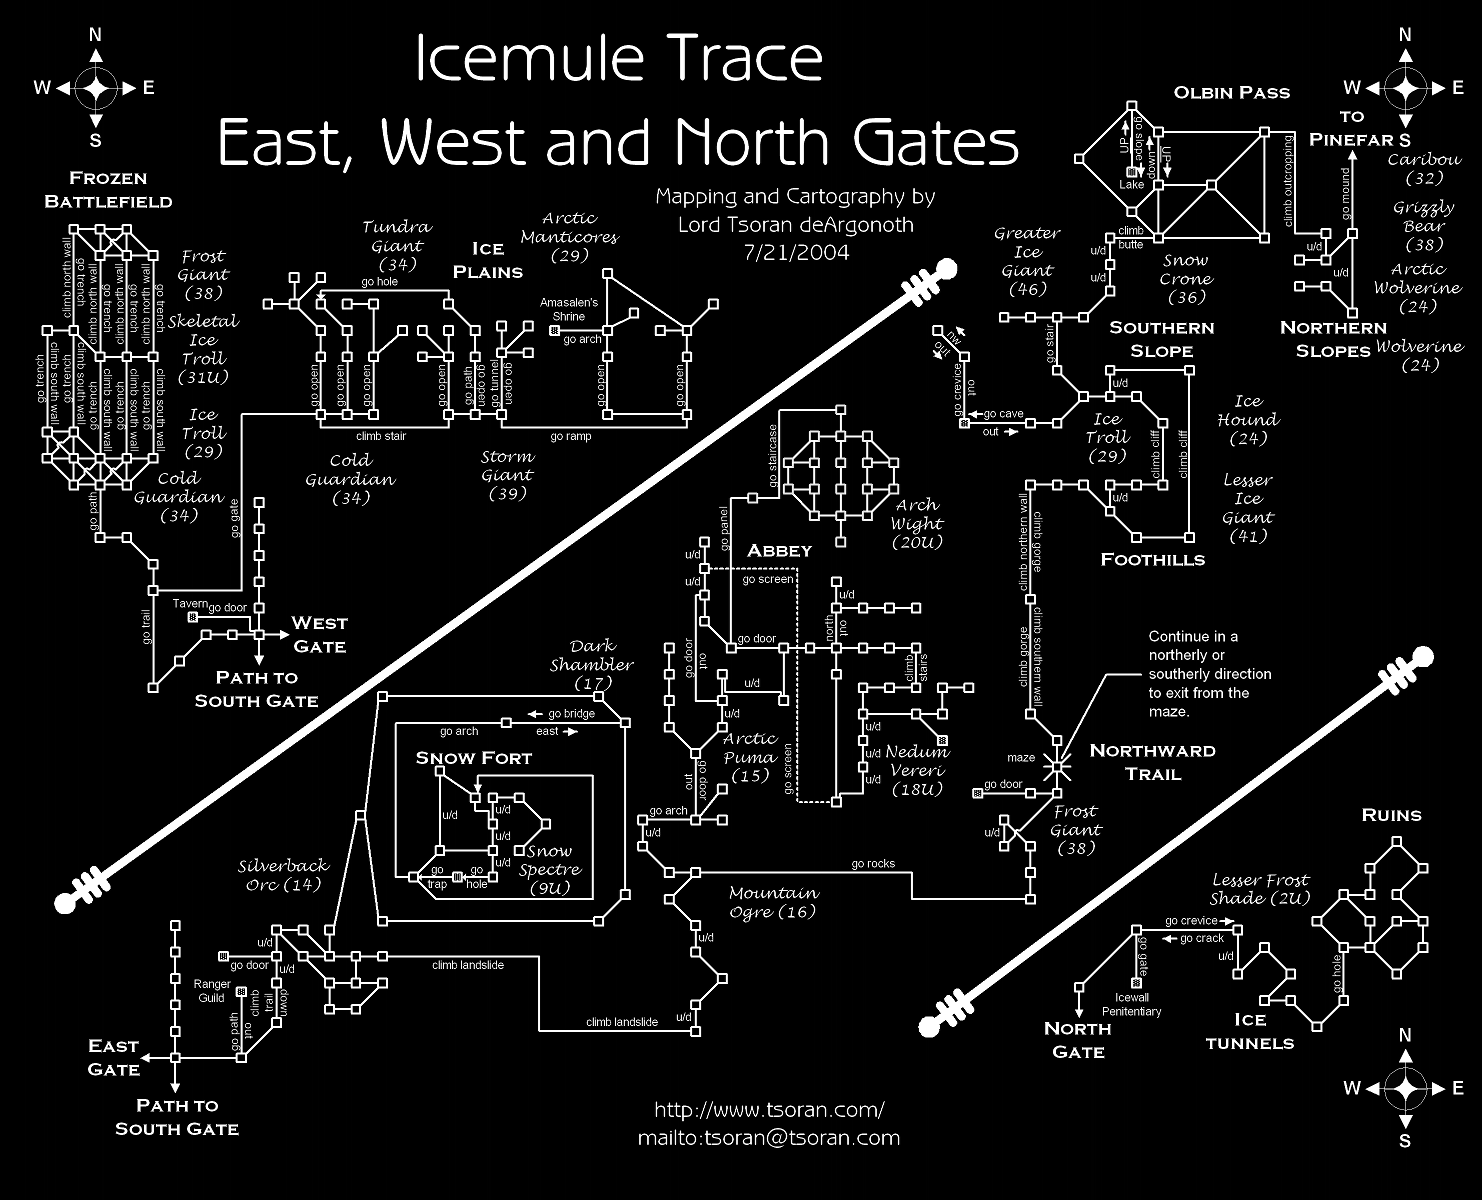 Icemule Trace
East, West and North Gates
Mapping and Cartography by
Lord Tsoran deArgonoth
7/21/2004
N
W
E
S
N
W
E
S
FROZEN
BATTLEFIELD
climb north wall
go trench
climb north wall
go trench
climb north wall
go trench
climb north wall
go trench
go trench
climb south wall
go trench
climb south wall
go trench
climb south wall
go trench
climb south wall
go trench
climb south wall
Frost
Giant
(38)
Skeletal
Ice
Troll
(31U)
Ice
Troll
(29)
Cold
Guardian
(34)
go path
go trail
go gate
Tavern
go door
WEST
GATE
PATH TO
SOUTH GATE
Tundra
Giant
(34)
go hole
ICE
PLAINS
Arctic
Manticores
(29)
Amasalen's
Shrine
go arch
go open
go open
go open
go open
go path
go open
go tunnel
go open
go open
go open
climb stair
go ramp
Cold
Guardian
(34)
Storm
Giant
(39)
OLBIN PASS
TO
PINEFAR
UP
go slope
down
UP
Lake
climb
butte
climb outcropping
go mound
u/d
u/d
u/d
u/d
Caribou
(32)
Grizzly
Bear
(38)
Arctic
Wolverine
(24)
Wolverine
(24)
Greater
Ice
Giant
(46)
Snow
Crone
(36)
NORTHERN
SLOPES
SOUTHERN
SLOPE
go stair
nw
out
go crevice
out
go cave
out
u/d
Ice
Troll
(29)
climb cliff
climb cliff
Ice
Hound
(24)
Lesser
Ice
Giant
(41)
u/d
FOOTHILLS
climb northern wall
climb gorge
go gorge
climb southern wall
Continue in a
northerly or
southerly direction
to exit from the
maze.
maze
NORTHWARD
TRAIL
go door
u/d
Frost
Giant
(38)
go staircase
go panel
Arch
Wight
(20U)
ABBEY
u/d
u/d
go screen
go screen
go door
out
go door
u/d
u/d
u/d
north
out
climb
stairs
u/d
u/d
u/d
Nedum
Vereri
(18U)
Arctic
Puma
(15)
out
go door
go arch
u/d
go rocks
Mountain
Ogre (16)
u/d
u/d
Dark
Shambler
(17)
go bridge
east
go arch
SNOW FORT
u/d
u/d
u/d
u/d
go
trap
go
hole
Snow
Spectre
(9U)
Silverback
Orc (14)
u/d
go door
u/d
Ranger
Guild
climb
trail
down
go path
out
climb landslide
climb landslide
EAST
GATE
PATH TO
SOUTH GATE
RUINS
Lesser Frost
Shade (2U)
go crevice
go crack
go gate
u/d
go hole
Icewall
Penitentiary
NORTH
GATE
ICE
TUNNELS
N
W
E
S
http://www.tsoran.com/
mailto:tsoran@tsoran.com